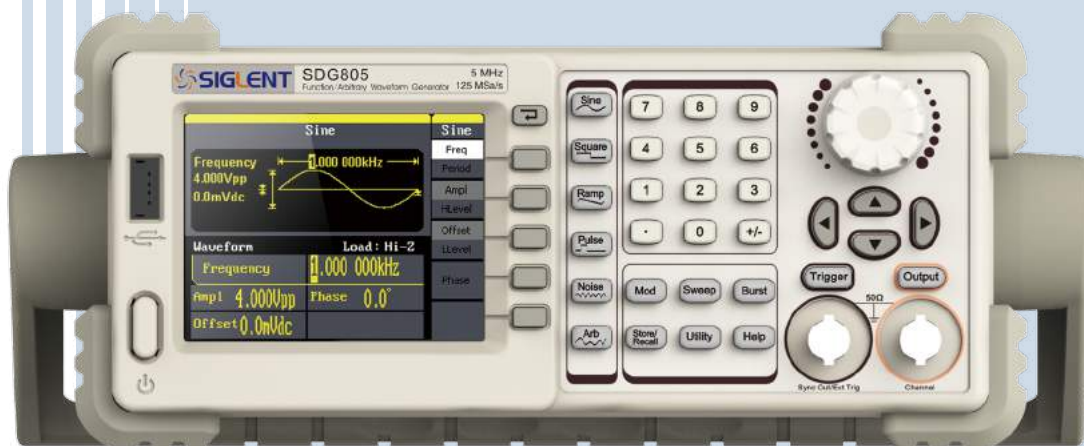 SIGLENT SDG805 5 MHz
Function/Arbitrary Waveform Generator 125 MSa/s
Sine Sine
Frequency 1.000 000kHz Freq
4.000Vpp Period
0.0mVdc Ampl
HLevel
Offset
Waveform Load:Hi-Z LLevel
Frequency 1.000 000kHz
Phase
Ampl 4.000Vpp Phase 0.0°
Offset 0.0mVdc
Sine 7 8 9
Square 4 5 6
Ramp 1 2 3
Pulse . 0 +/-
Noise Mod Sweep Burst
Arb Store/Recall Utility Help
Trigger Output
50Ω
Sync Out/Ext Trig Channel